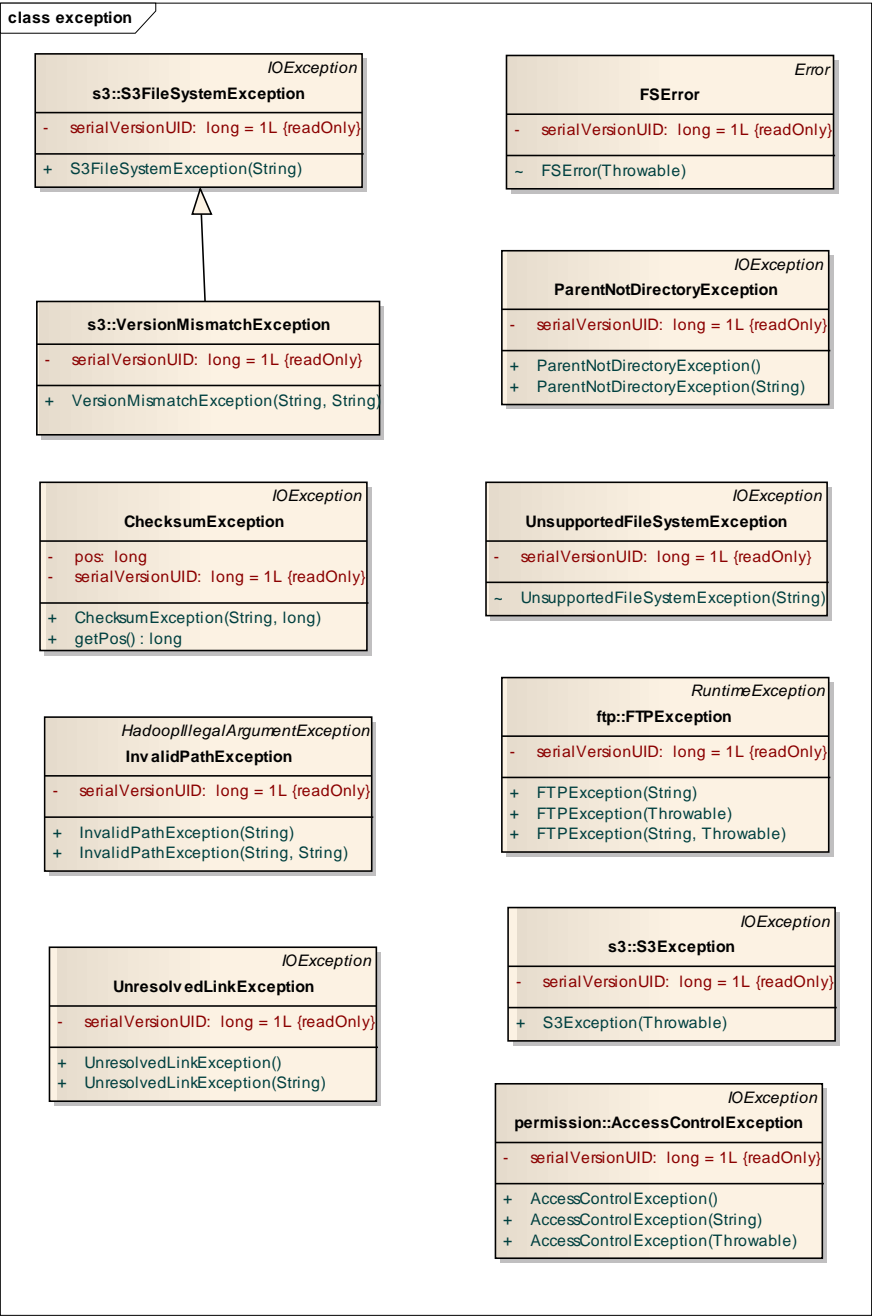 class exception
IOException
s3::S3FileSystemException
- serialVersionUID: long = 1L {readOnly}
+ S3FileSystemException(String)
s3::VersionMismatchException
- serialVersionUID: long = 1L {readOnly}
+ VersionMismatchException(String, String)
IOException
ChecksumException
- pos: long
- serialVersionUID: long = 1L {readOnly}
+ ChecksumException(String, long)
+ getPos() : long
HadoopIllegalArgumentException
InvalidPathException
- serialVersionUID: long = 1L {readOnly}
+ InvalidPathException(String)
+ InvalidPathException(String, String)
IOException
UnresolvedLinkException
- serialVersionUID: long = 1L {readOnly}
+ UnresolvedLinkException()
+ UnresolvedLinkException(String)
Error
FSError
- serialVersionUID: long = 1L {readOnly}
~ FSError(Throwable)
IOException
ParentNotDirectoryException
- serialVersionUID: long = 1L {readOnly}
+ ParentNotDirectoryException()
+ ParentNotDirectoryException(String)
IOException
UnsupportedFileSystemException
- serialVersionUID: long = 1L {readOnly}
~ UnsupportedFileSystemException(String)
RuntimeException
ftp::FTPException
- serialVersionUID: long = 1L {readOnly}
+ FTPException(String)
+ FTPException(Throwable)
+ FTPException(String, Throwable)
IOException
s3::S3Exception
- serialVersionUID: long = 1L {readOnly}
+ S3Exception(Throwable)
IOException
permission::AccessControlException
- serialVersionUID: long = 1L {readOnly}
+ AccessControlException()
+ AccessControlException(String)
+ AccessControlException(Throwable)